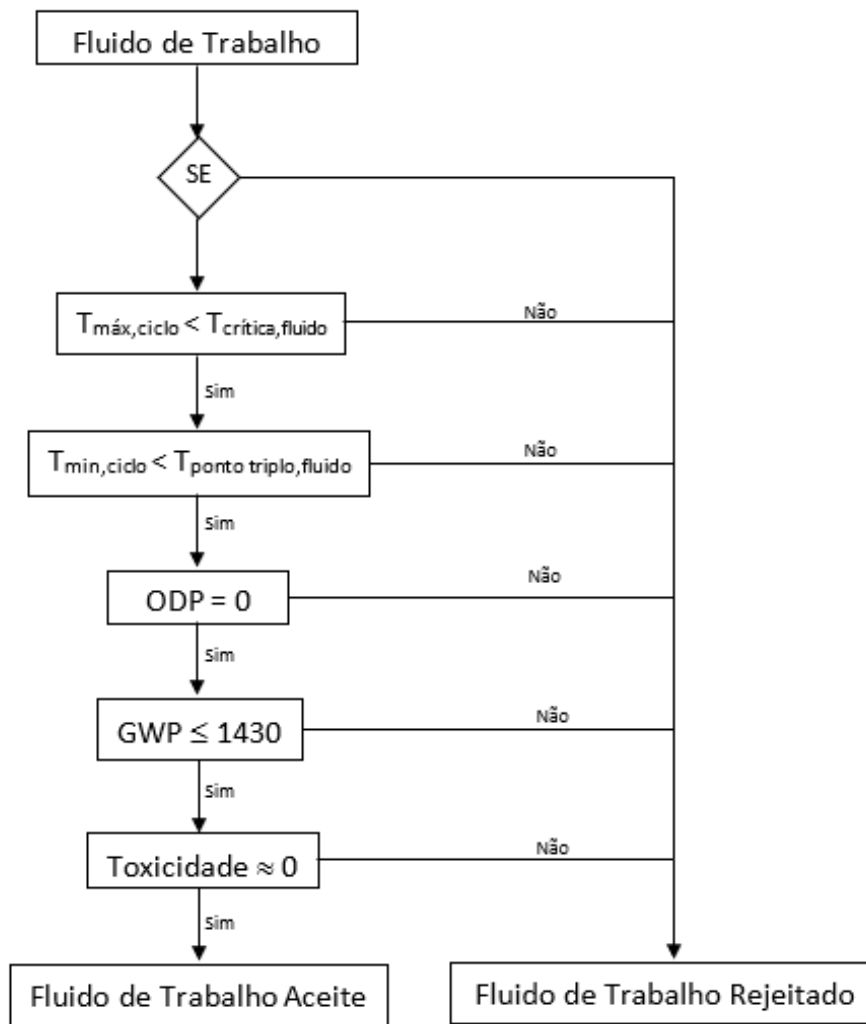 Fluido de Trabalho
SE
Tmáx,ciclo < Tcrítica,fluido
Não
Sim
Tmin,ciclo < Tponto triplo,fluido
Não
Sim
ODP = 0
Não
Sim
GWP ≤ 1430
Não
Sim
Toxicidade ≈ 0
Não
Sim
Fluido de Trabalho Aceite
Fluido de Trabalho Rejeitado